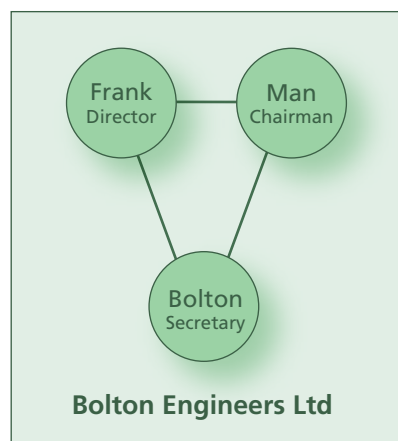 Frank
Director
Man
Chairman
Bolton
Secretary
Bolton Engineers Ltd